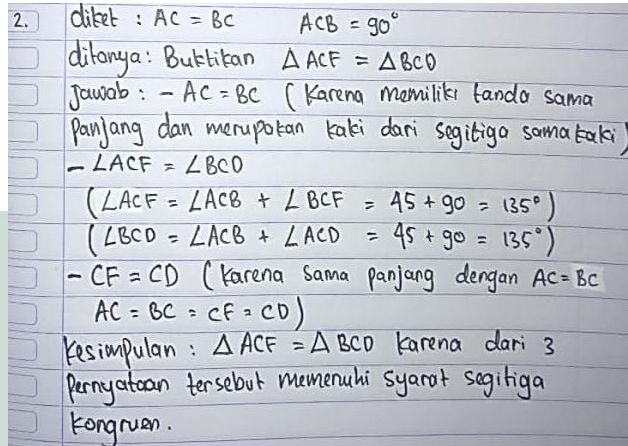 2. diket : AC = BC ACB = 90°
ditanya : Buktikan △ ACF = △ BCD
Jawab : - AC = BC ( Karena memiliki tanda sama
Panjang dan merupakan kaki dari segitiga sama kaki)
- ∠ACF = ∠BCD
(∠ACF = ∠ACB + ∠BCF = 45 + 90 = 135°)
(∠BCD = ∠ACB + ∠ACD = 45 + 90 = 135°)
- CF = CD ( Karena sama panjang dengan AC = BC
AC = BC = CF = CD)
Kesimpulan : △ ACF = △ BCD Karena dari 3
Pernyataan tersebut memenuhi syarat segitiga
Kongruen.